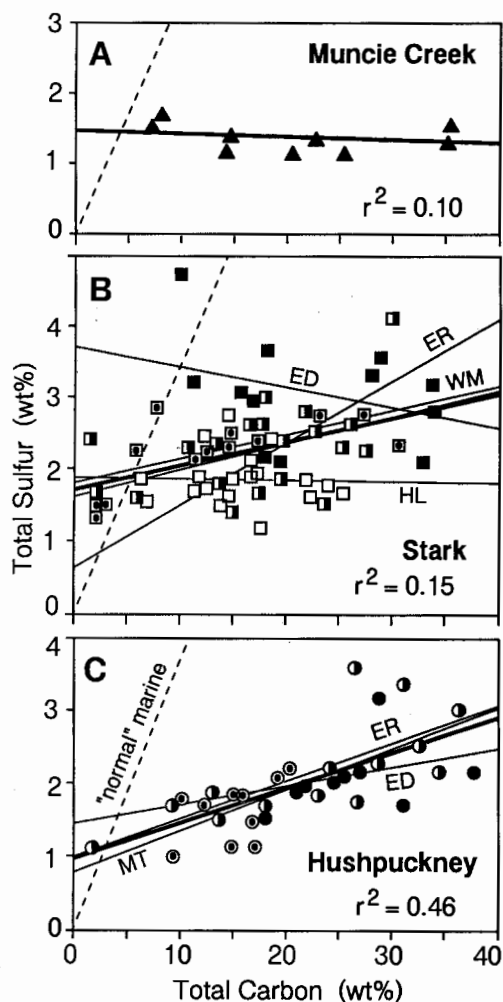 3
A
Muncie Creek
2
1
r² = 0.10
0
B
4
ER
ED
WM
3
2
HL
1
Stark
r² = 0.15
0
4
C
"normal" marine
3
ER
2
ED
1
MT
Hushpuckney
r² = 0.46
0
0 10 20 30 40
Total Sulfur (wt%)
Total Carbon (wt%)